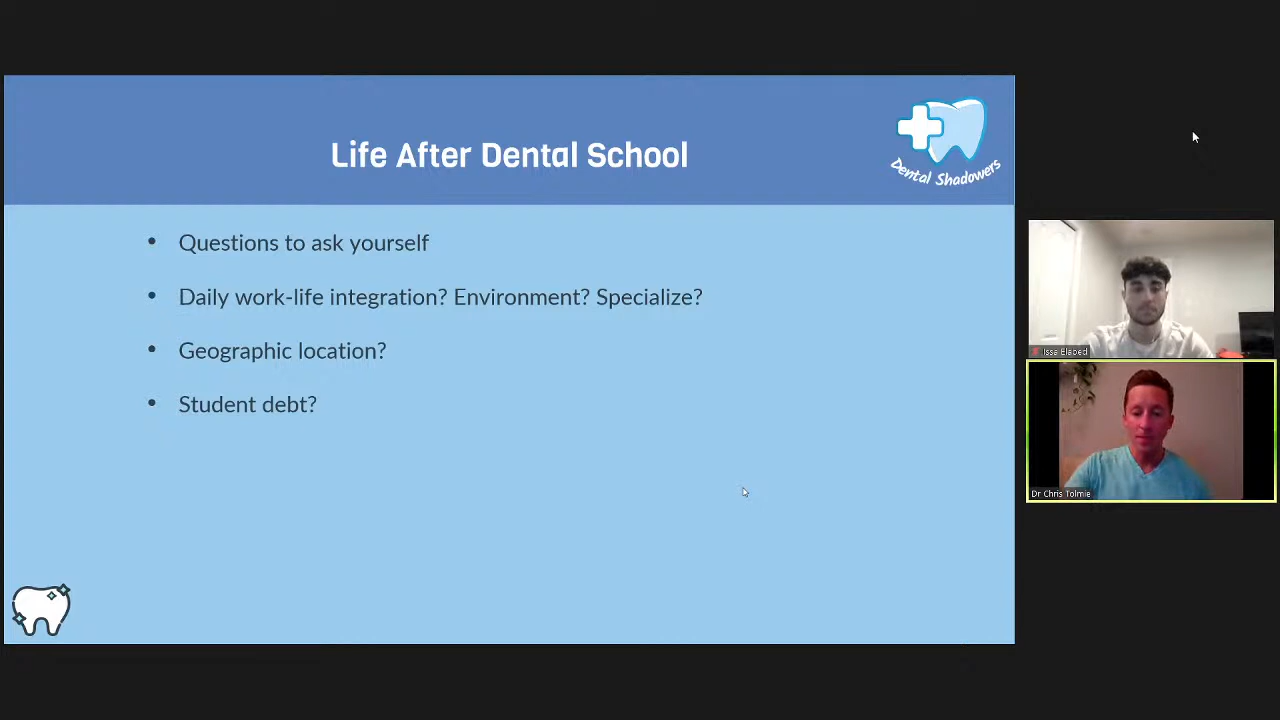 Life After Dental School
Dental Shadowers
• Questions to ask yourself
• Daily work-life integration? Environment? Specialize?
• Geographic location?
• Student debt?
Issa Elabed
Dr Chris Tolmie